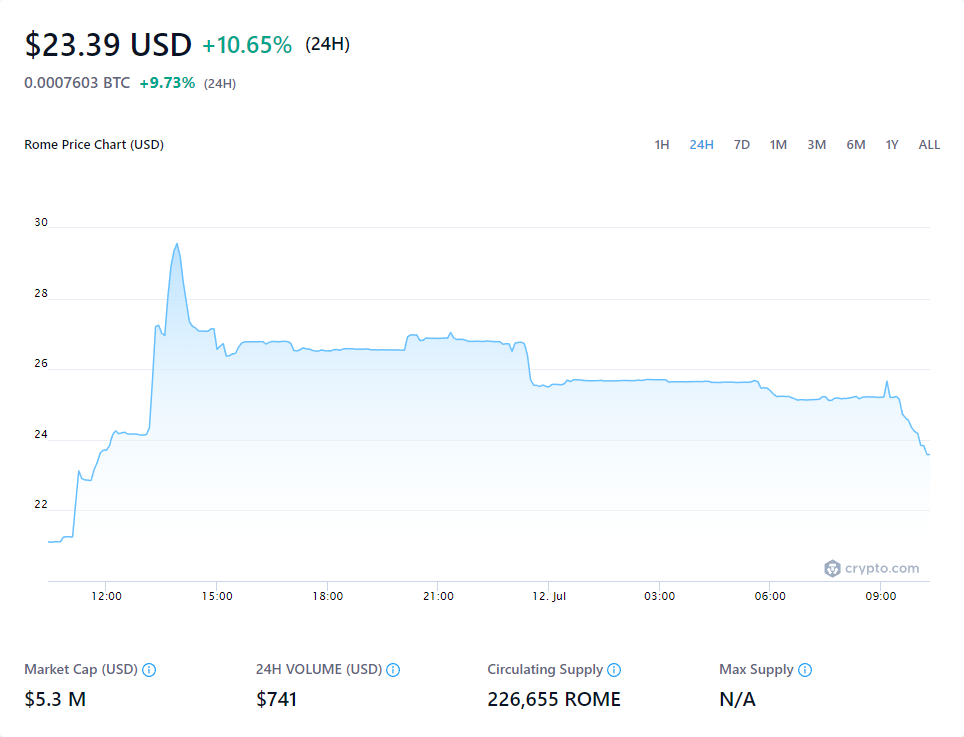 $23.39 USD +10.65% (24H)
0.0007603 BTC +9.73% (24H)
Rome Price Chart (USD) 1H 24H 7D 1M 3M 6M 1Y ALL
30
28
26
24
22
crypto.com
12:00 15:00 18:00 21:00 12. Jul 03:00 06:00 09:00
Market Cap (USD) 24H VOLUME (USD) Circulating Supply Max Supply
$5.3 M $741 226,655 ROME N/A